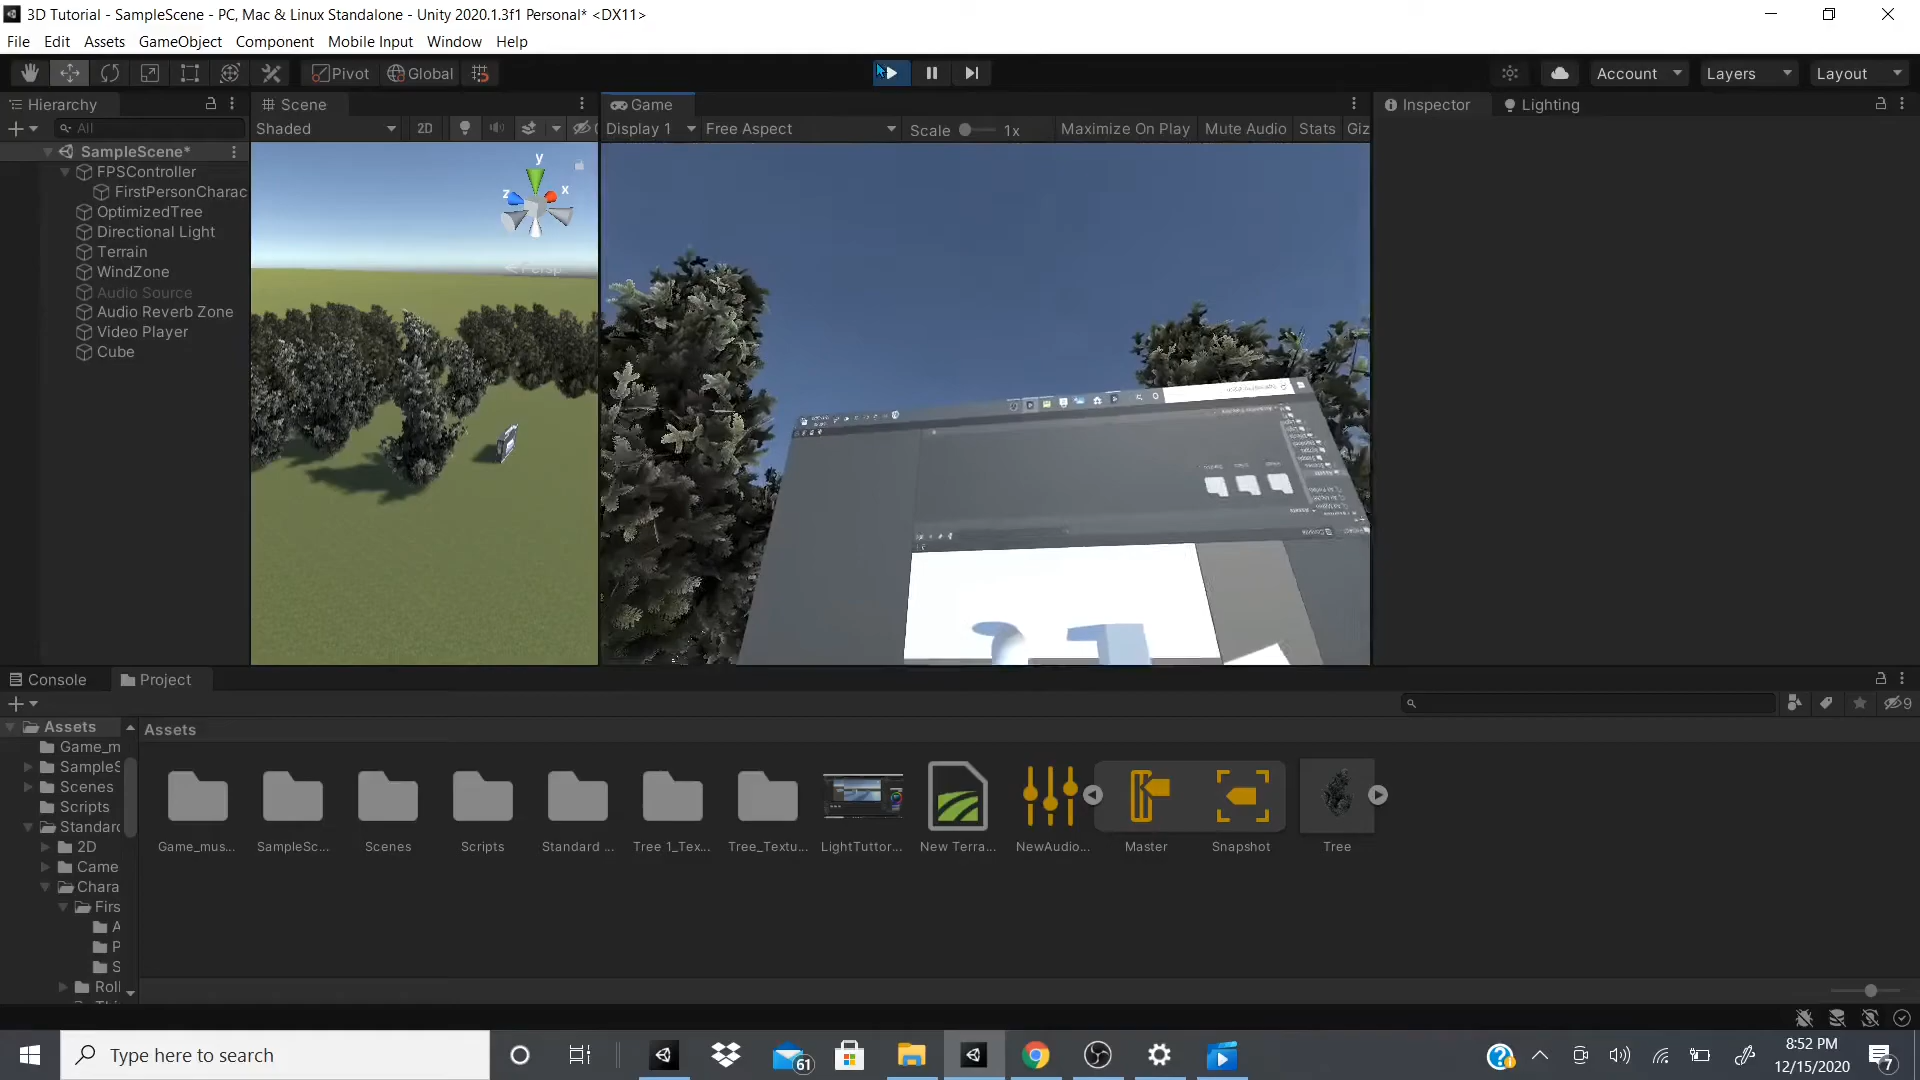 3D Tutorial - SampleScene - PC, Mac & Linux Standalone - Unity 2020.1.3f1 Personal* <DX11>
File Edit Assets GameObject Component Mobile Input Window Help
Pivot Global Account Layers Layout
Hierarchy
All
SampleScene*
FPSController
FirstPersonCharac
OptimizedTree
Directional Light
Terrain
WindZone
Audio Source
Audio Reverb Zone
Video Player
Cube
Scene
Shaded 2D
y
x
z
< Persp
Game
Display 1 Free Aspect Scale 1x Maximize On Play Mute Audio Stats Giz
Inspector Lighting
Console Project
9
Assets
Game_m
SampleS
Scenes
Scripts
Standarc
2D
Came
Chara
Firs
A
P
S
Roll
Assets
Game_mus... SampleSc... Scenes Scripts Standard ... Tree 1_Tex... Tree_Textu... LightTuttor... New Terra... NewAudio... Master Snapshot Tree
Type here to search
61
8:52 PM
12/15/2020
7